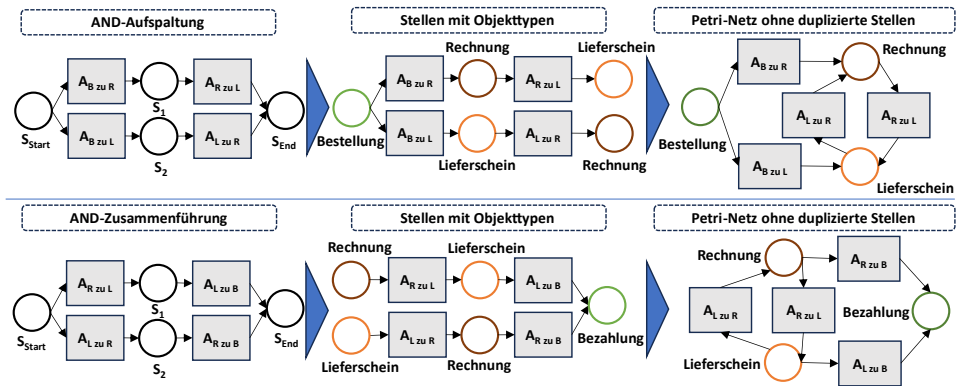 AND-Aufspaltung
Stellen mit Objekttypen
Petri-Netz ohne duplizierte Stellen
S_Start
A_B zu R
S_1
A_R zu L
A_B zu L
S_2
A_L zu R
S_End
Bestellung
A_B zu R
Rechnung
A_R zu L
Lieferschein
A_B zu L
Lieferschein
A_L zu R
Rechnung
Bestellung
A_B zu R
Rechnung
A_L zu R
A_R zu L
A_B zu L
Lieferschein
AND-Zusammenführung
Stellen mit Objekttypen
Petri-Netz ohne duplizierte Stellen
S_Start
A_R zu L
S_1
A_L zu B
A_L zu R
S_2
A_R zu B
S_End
Rechnung
A_R zu L
Lieferschein
A_L zu B
Lieferschein
A_L zu R
Rechnung
A_R zu B
Bezahlung
Rechnung
A_R zu B
A_L zu R
A_R zu L
Bezahlung
Lieferschein
A_L zu B